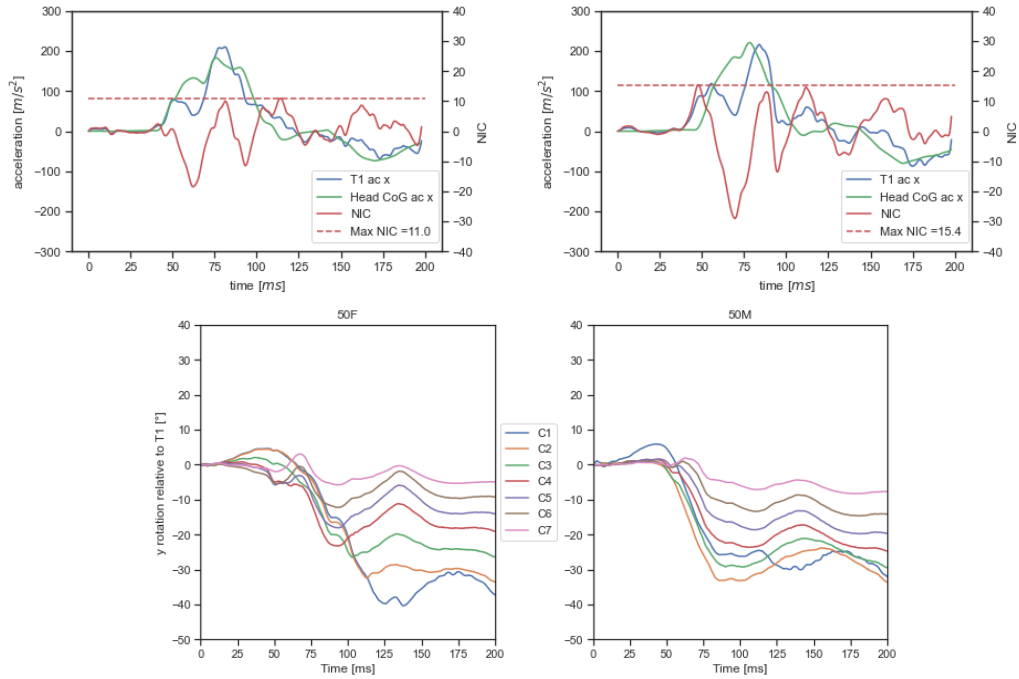 300
200
100
0
−100
−200
−300
acceleration [m/s²]
40
30
20
10
0
−10
−20
−30
−40
NIC
T1 ac x
Head CoG ac x
NIC
Max NIC =11.0
0 25 50 75 100 125 150 175 200
time [ms]
300
200
100
0
−100
−200
−300
acceleration [m/s²]
40
30
20
10
0
−10
−20
−30
−40
NIC
T1 ac x
Head CoG ac x
NIC
Max NIC =15.4
0 25 50 75 100 125 150 175 200
time [ms]
50F
40
30
20
10
0
−10
−20
−30
−40
−50
y rotation relative to T1 [°]
0 25 50 75 100 125 150 175 200
Time [ms]
C1
C2
C3
C4
C5
C6
C7
50M
40
30
20
10
0
−10
−20
−30
−40
−50
0 25 50 75 100 125 150 175 200
Time [ms]